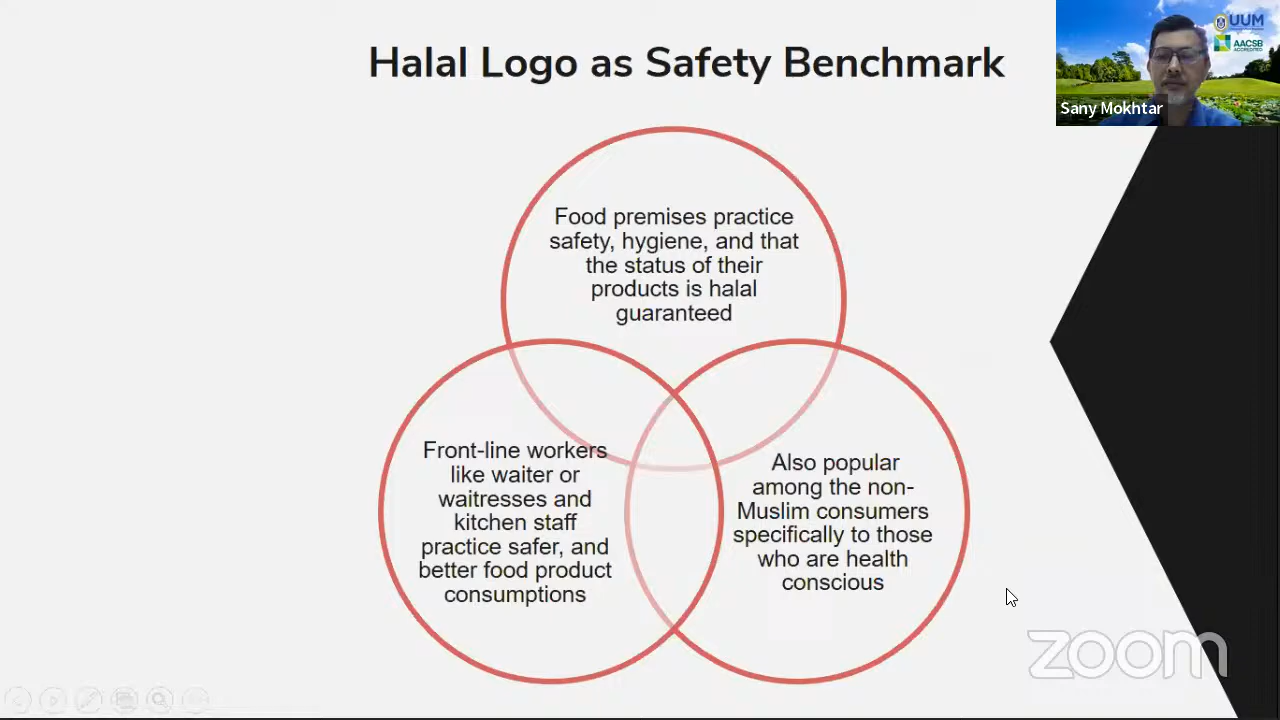 Halal Logo as Safety Benchmark
UUM
AACSB
ACCREDITED
Sany Mokhtar
Food premises practice
safety, hygiene, and that
the status of their
products is halal
guaranteed
Front-line workers
like waiter or
waitresses and
kitchen staff
practice safer, and
better food product
consumptions
Also popular
among the non-
Muslim consumers
specifically to those
who are health
conscious
zoom